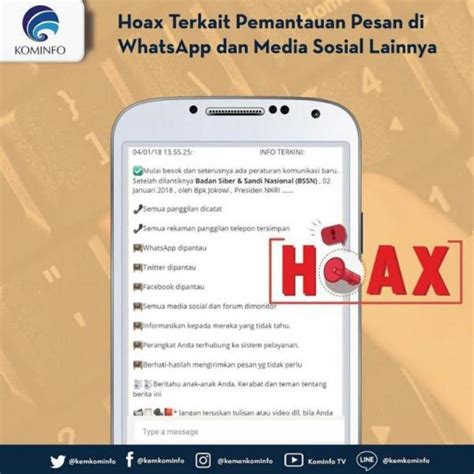 KOMINFO
Hoax Terkait Pemantauan Pesan di
WhatsApp dan Media Sosial Lainnya
04/01/18 13.55.25: INFO TERKINI:
Mulai besok dan seterusnya ada peraturan komunikasi baru.
Setelah dilantiknya Badan Siber & Sandi Nasional (BSSN) , 02
Januari 2018 , oleh Bpk Jokowi , Presiden NKRI ......
Semua panggilan dicatat
Semua rekaman panggilan telepon tersimpan
WhatsApp dipantau
Twitter dipantau
Facebook dipantau
Semua media sosial dan forum dimonitor
Informasikan kepada mereka yang tidak tahu.
Perangkat Anda terhubung ke sistem pelayanan.
Berhati-hatilah mengirimkan pesan yg tidak perlu
Beritahu anak-anak Anda, Kerabat dan teman tentang
berita ini
* Jangan teruskan tulisan atau video dll, bila Anda
Type a message
HOAX
@kemkominfo @kemkominfo @kemenkominfo Kominfo TV LINE @kemkominfo